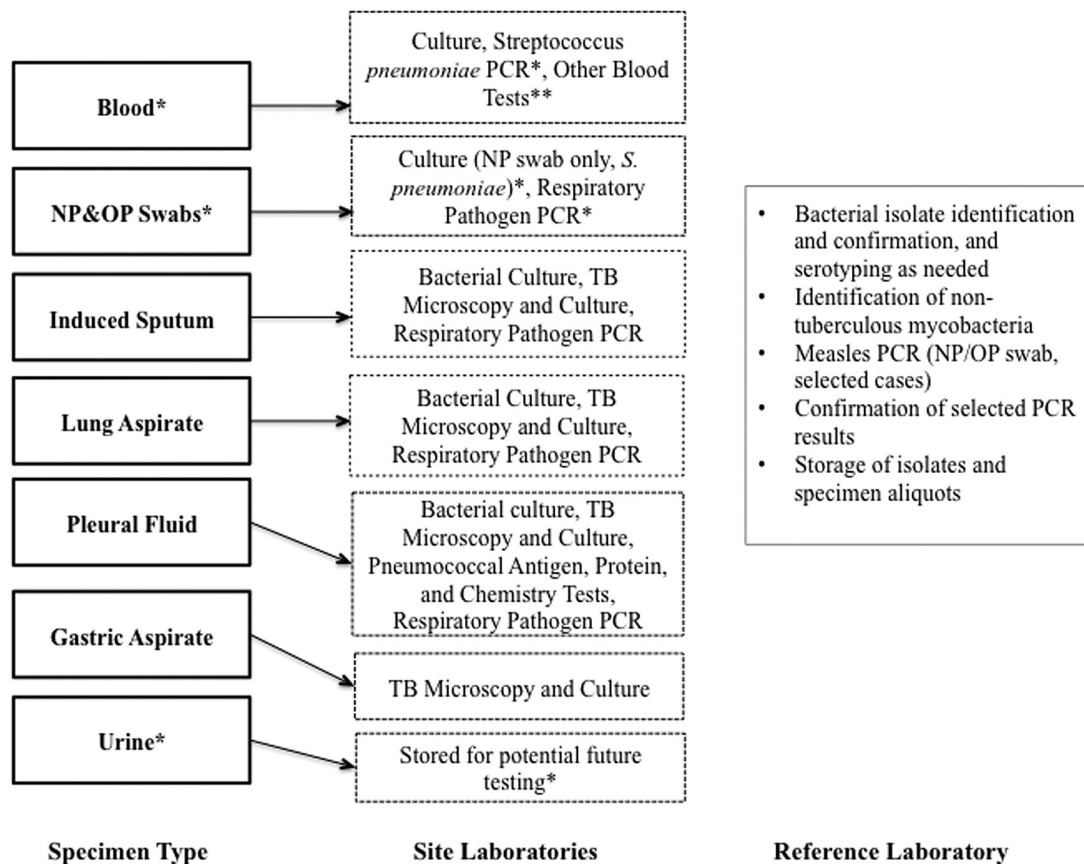 Blood*
Culture, Streptococcus
pneumoniae PCR*, Other Blood
Tests**
NP&OP Swabs*
Culture (NP swab only, S.
pneumoniae)*, Respiratory
Pathogen PCR*
Induced Sputum
Bacterial Culture, TB
Microscopy and Culture,
Respiratory Pathogen PCR
Lung Aspirate
Bacterial Culture, TB
Microscopy and Culture,
Respiratory Pathogen PCR
Pleural Fluid
Bacterial culture, TB
Microscopy and Culture,
Pneumococcal Antigen, Protein,
and Chemistry Tests,
Respiratory Pathogen PCR
Gastric Aspirate
TB Microscopy and Culture
Urine*
Stored for potential future
testing*
• Bacterial isolate identification
and confirmation, and
serotyping as needed
• Identification of non-
tuberculous mycobacteria
• Measles PCR (NP/OP swab,
selected cases)
• Confirmation of selected PCR
results
• Storage of isolates and
specimen aliquots
Specimen Type
Site Laboratories
Reference Laboratory